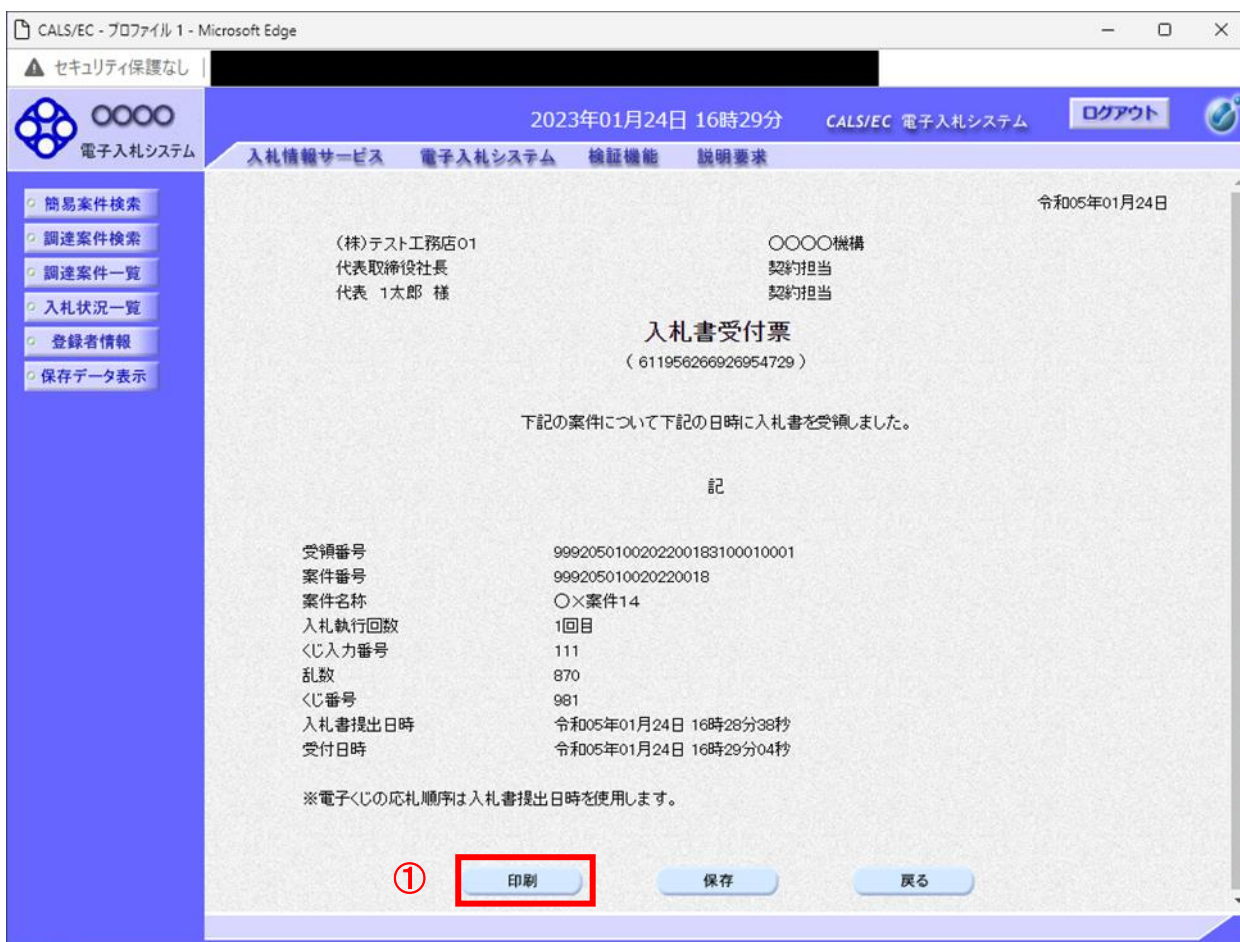 CALS/EC - プロファイル 1 - Microsoft Edge
セキュリティ保護なし
○○○○
電子入札システム
2023年01月24日 16時29分
CALS/EC 電子入札システム
ログアウト
入札情報サービス 電子入札システム 検証機能 説明要求
簡易案件検索
調達案件検索
調達案件一覧
入札状況一覧
登録者情報
保存データ表示
令和05年01月24日
(株)テスト工務店01 ○○○○機構
代表取締役社長 契約担当
代表 1太郎 様 契約担当
入札書受付票
( 611956266926954729 )
下記の案件について下記の日時に入札書を受領しました。
記
受領番号 9992050100202200183100010001
案件番号 999205010020220018
案件名称 ○×案件14
入札執行回数 1回目
くじ入力番号 111
乱数 870
くじ番号 981
入札書提出日時 令和05年01月24日 16時28分38秒
受付日時 令和05年01月24日 16時29分04秒
※電子くじの応札順序は入札書提出日時を使用します。
① 印刷 保存 戻る